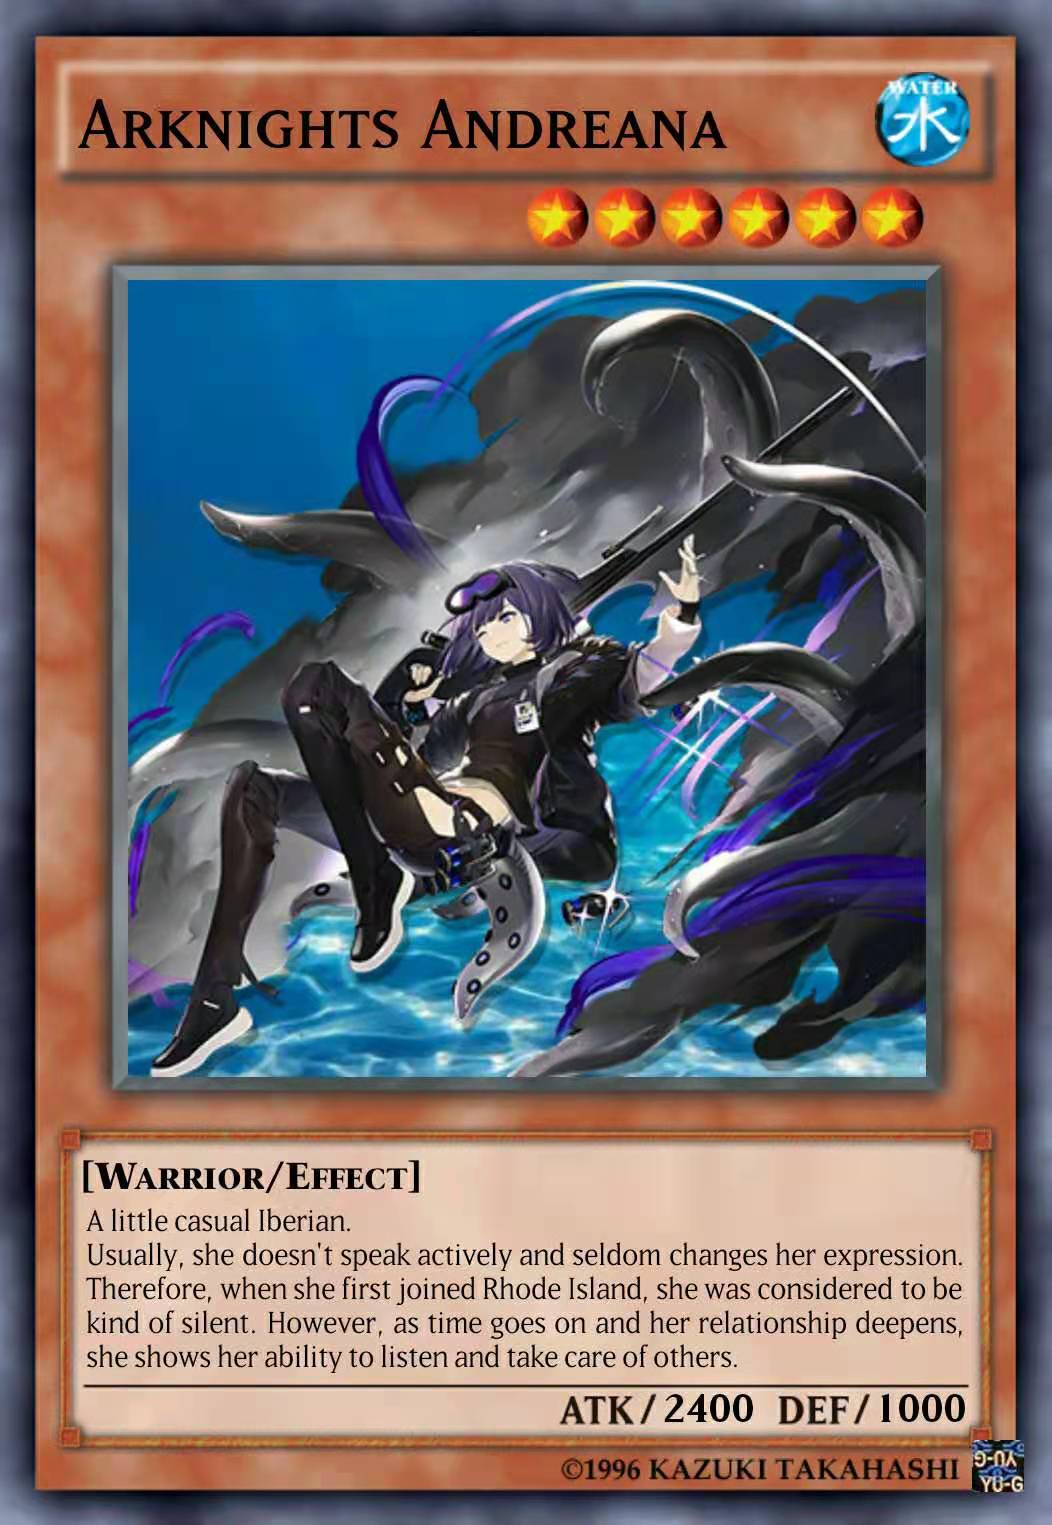 ARKNIGHTS ANDREANA
WATER
水
[WARRIOR/EFFECT]
A little casual Iberian.
Usually, she doesn't speak actively and seldom changes her expression.
Therefore, when she first joined Rhode Island, she was considered to be
kind of silent. However, as time goes on and her relationship deepens,
she shows her ability to listen and take care of others.
ATK/2400 DEF/1000
©1996 KAZUKI TAKAHASHI
YU-G
YU-G